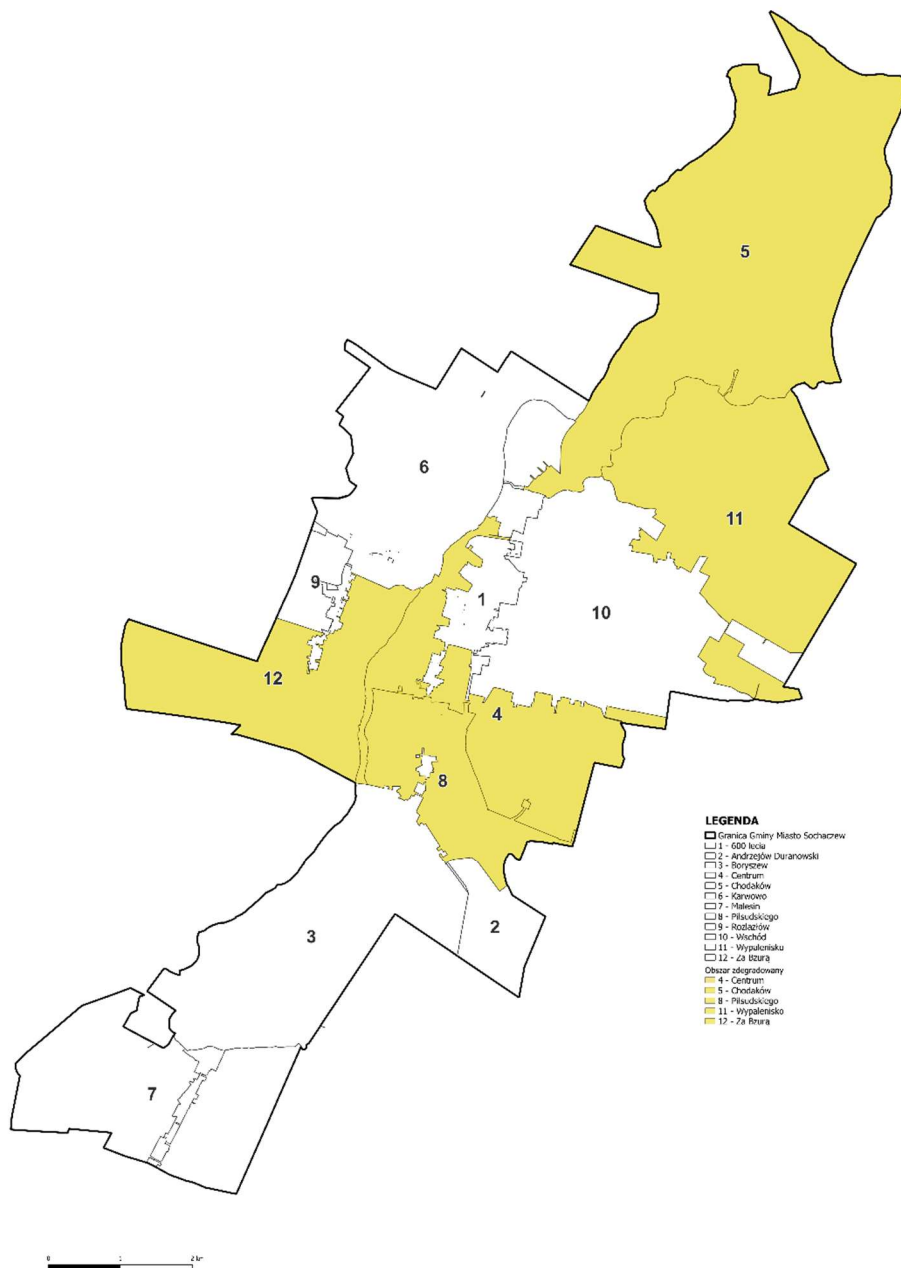 5
6
11
9
1
10
12
4
8
3
2
7
LEGENDA
Granica Gminy Miasto Sochaczew
1 - 600 lecia
2 - Andrzejów Duranowski
3 - Boryszew
4 - Centrum
5 - Chodaków
6 - Karwowo
7 - Malesin
8 - Piłsudskiego
9 - Rozlazłów
10 - Wschód
11 - Wypalenisku
12 - Za Bzurą
Obszar zdegradowany
4 - Centrum
5 - Chodaków
8 - Piłsudskiego
11 - Wypalenisko
12 - Za Bzurą
0 1 2 km